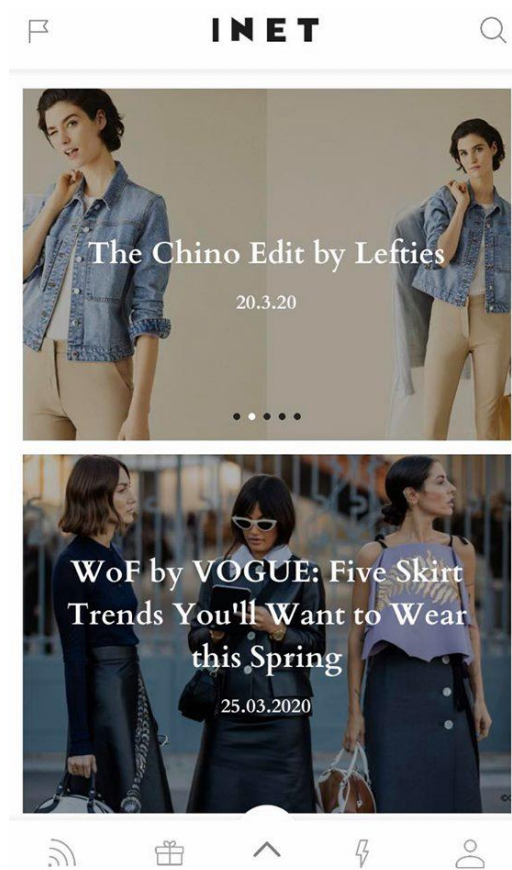 INET
The Chino Edit by Lefties
20.3.20
WoF by VOGUE: Five Skirt
Trends You'll Want to Wear
this Spring
25.03.2020